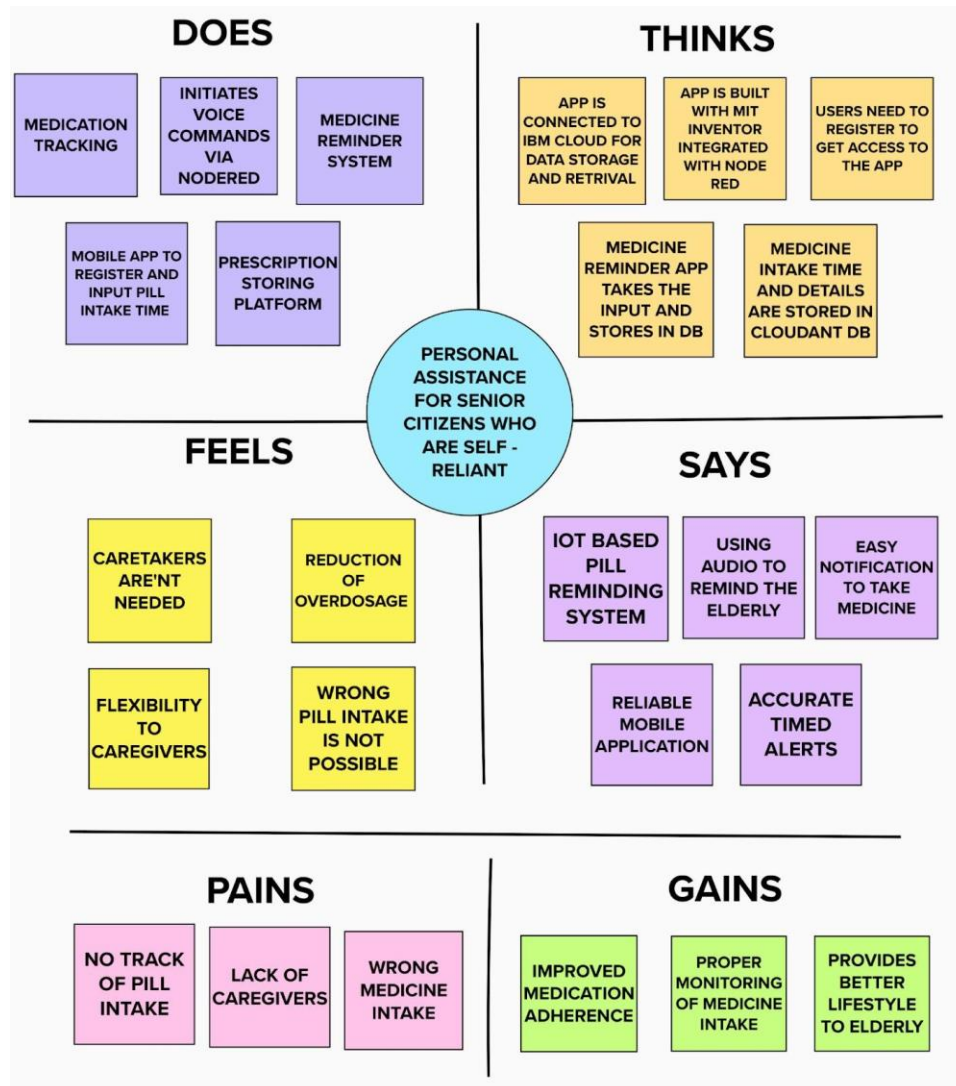 DOES
MEDICATION
TRACKING
INITIATES
VOICE
COMMANDS
VIA
NODERED
MEDICINE
REMINDER
SYSTEM
MOBILE APP TO
REGISTER AND
INPUT PILL
INTAKE TIME
PRESCRIPTION
STORING
PLATFORM
THINKS
APP IS
CONNECTED TO
IBM CLOUD FOR
DATA STORAGE
AND RETRIVAL
APP IS BUILT
WITH MIT
INVENTOR
INTEGRATED
WITH NODE
RED
USERS NEED TO
REGISTER TO
GET ACCESS TO
THE APP
MEDICINE
REMINDER APP
TAKES THE
INPUT AND
STORES IN DB
MEDICINE
INTAKE TIME
AND DETAILS
ARE STORED IN
CLOUDANT DB
PERSONAL
ASSISTANCE
FOR SENIOR
CITIZENS WHO
ARE SELF -
RELIANT
FEELS
CARETAKERS
ARE'NT
NEEDED
REDUCTION
OF
OVERDOSAGE
FLEXIBILITY
TO
CAREGIVERS
WRONG
PILL INTAKE
IS NOT
POSSIBLE
SAYS
IOT BASED
PILL
REMINDING
SYSTEM
USING
AUDIO TO
REMIND THE
ELDERLY
EASY
NOTIFICATION
TO TAKE
MEDICINE
RELIABLE
MOBILE
APPLICATION
ACCURATE
TIMED
ALERTS
PAINS
NO TRACK
OF PILL
INTAKE
LACK OF
CAREGIVERS
WRONG
MEDICINE
INTAKE
GAINS
IMPROVED
MEDICATION
ADHERENCE
PROPER
MONITORING
OF MEDICINE
INTAKE
PROVIDES
BETTER
LIFESTYLE
TO ELDERLY